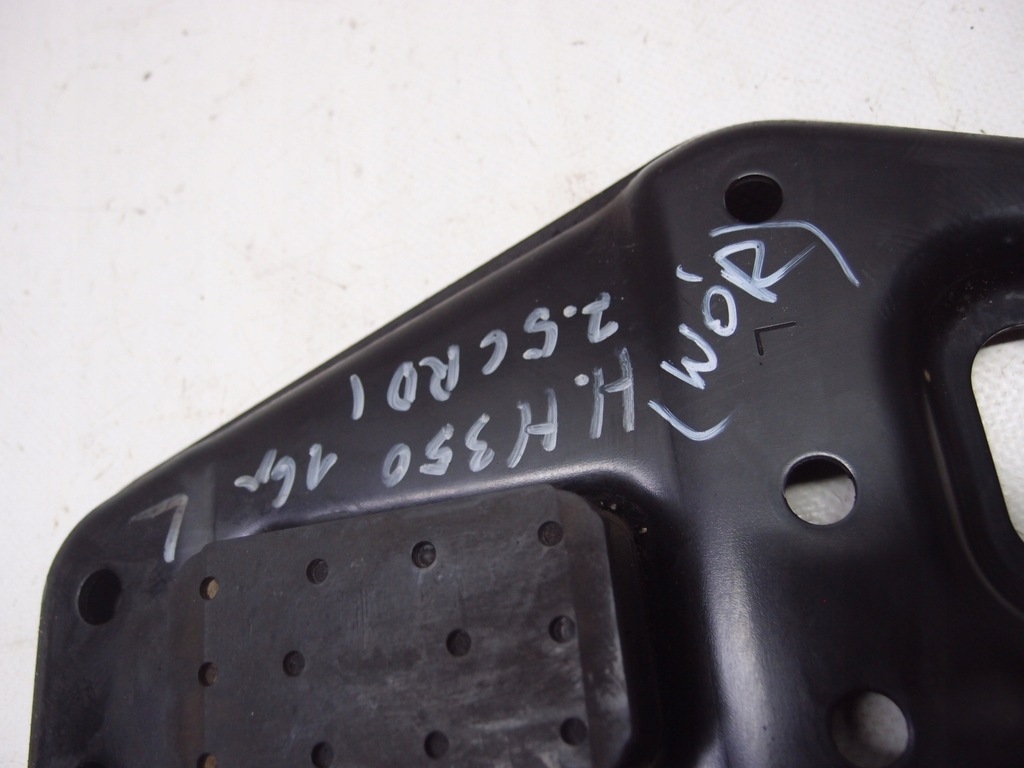 H.H350 16r
2.5CRDI
(WÓR)
L
L